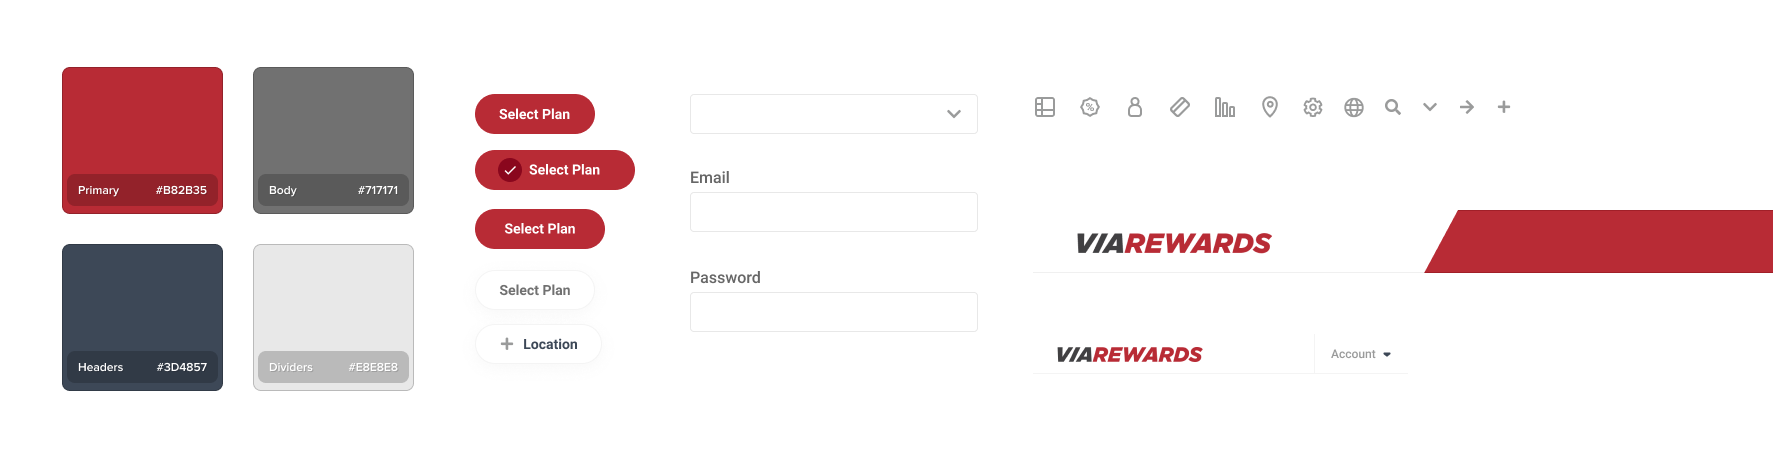 Primary #B82B35
Body #717171
Headers #3D4857
Dividers #E8E8E8
Select Plan
Select Plan
Select Plan
Select Plan
Location
Email
Password
%
VIAREWARDS
VIAREWARDS
Account